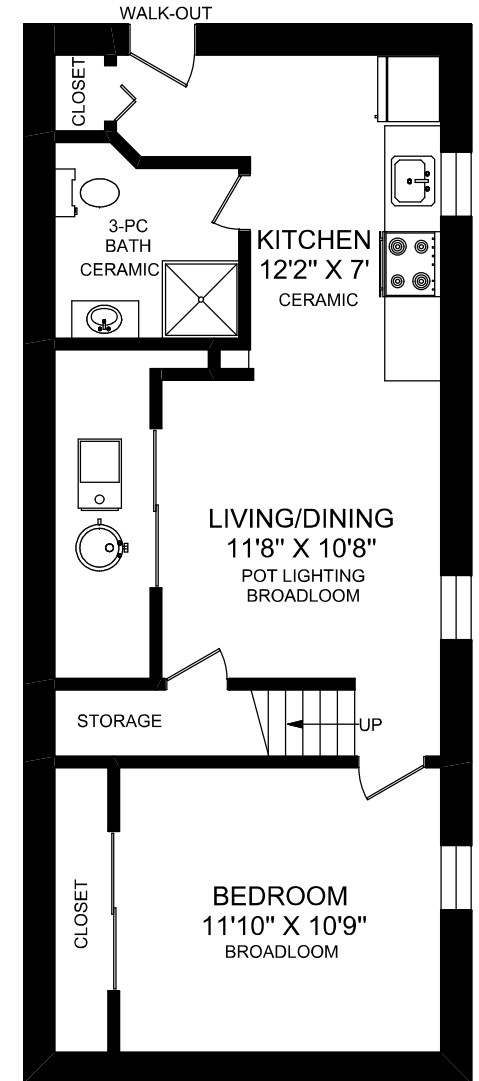 WALK-OUT
CLOSET
3-PC
BATH
CERAMIC
KITCHEN
12'2" X 7'
CERAMIC
LIVING/DINING
11'8" X 10'8"
POT LIGHTING
BROADLOOM
STORAGE
UP
CLOSET
BEDROOM
11'10" X 10'9"
BROADLOOM